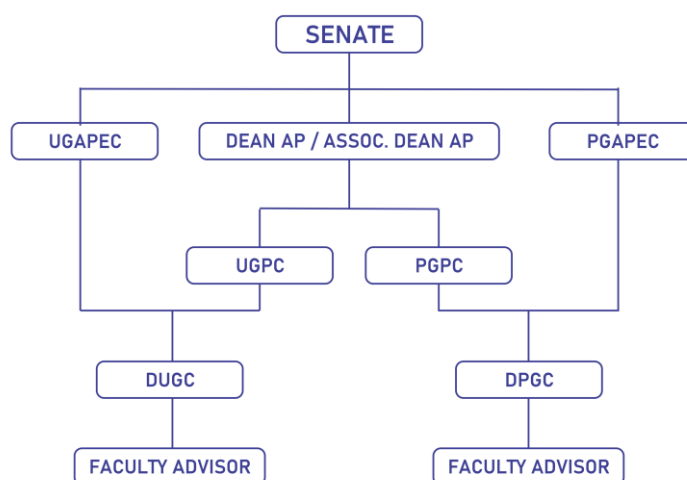 SENATE
UGAPEC
DEAN AP / ASSOC. DEAN AP
PGAPEC
UGPC
PGPC
DUGC
DPGC
FACULTY ADVISOR
FACULTY ADVISOR